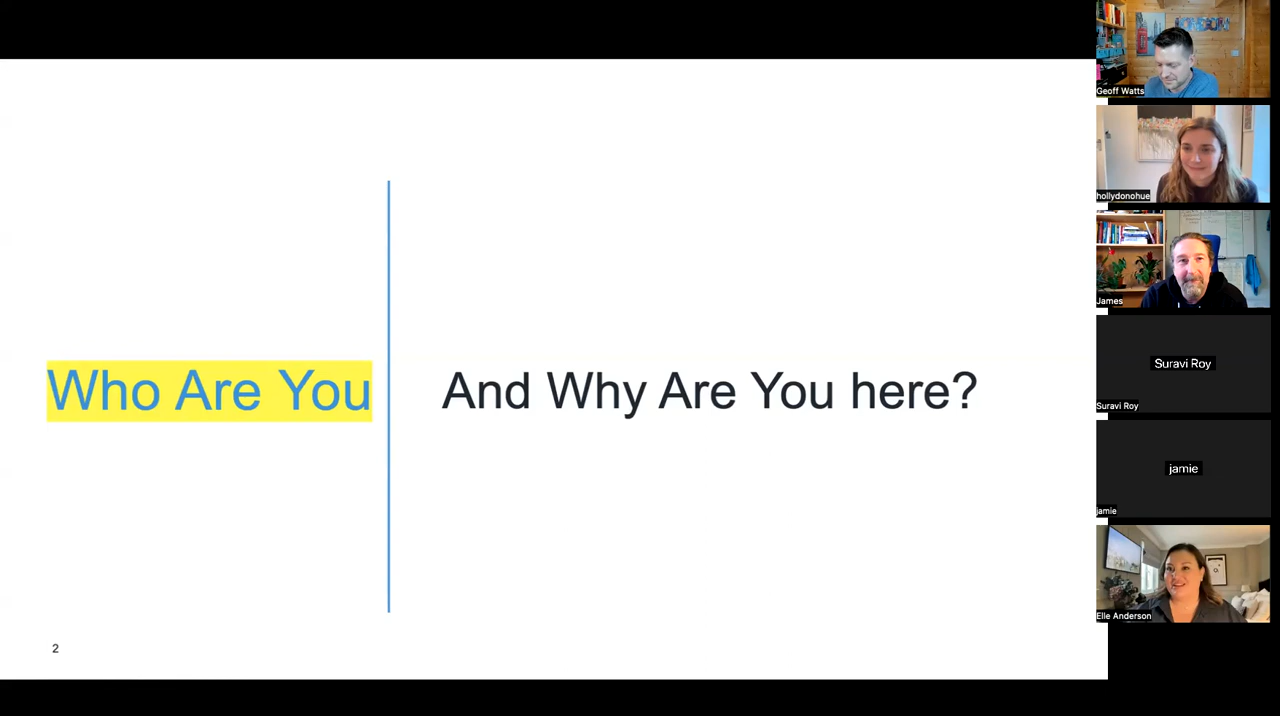 Who Are You
And Why Are You here?
2
Geoff Watts
hollydonohue
James
Suravi Roy
Suravi Roy
jamie
jamie
Elle Anderson